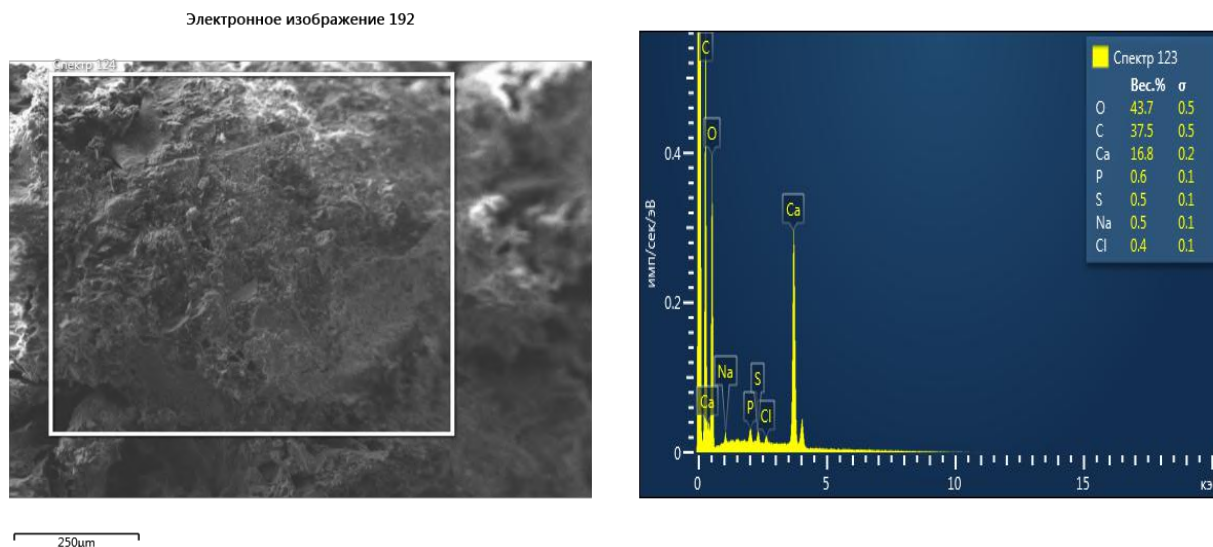 Электронное изображение 192
Спектр 124
250µm
Спектр 123
Вес.% σ
O 43.7 0.5
C 37.5 0.5
Ca 16.8 0.2
P 0.6 0.1
S 0.5 0.1
Na 0.5 0.1
Cl 0.4 0.1
C
O
Ca
Na
S
Ca
P
Cl
имп/сек/эВ
0.4
0.2
0
0 5 10 15 кэ